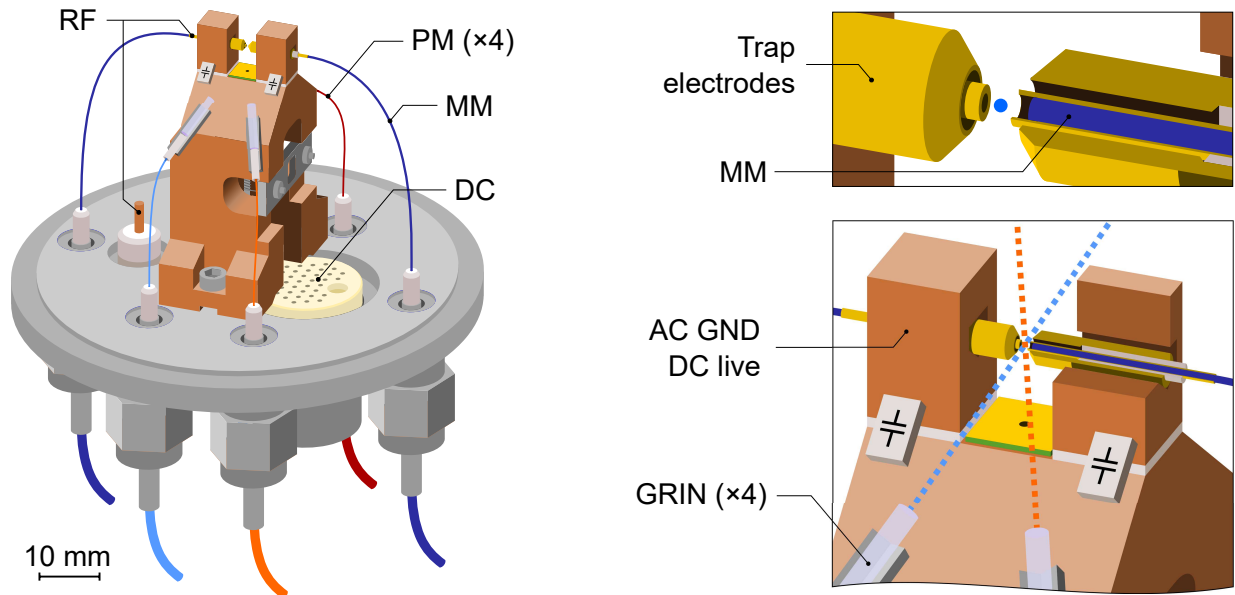 RF
PM (×4)
MM
DC
10 mm
Trap
electrodes
MM
AC GND
DC live
GRIN (×4)